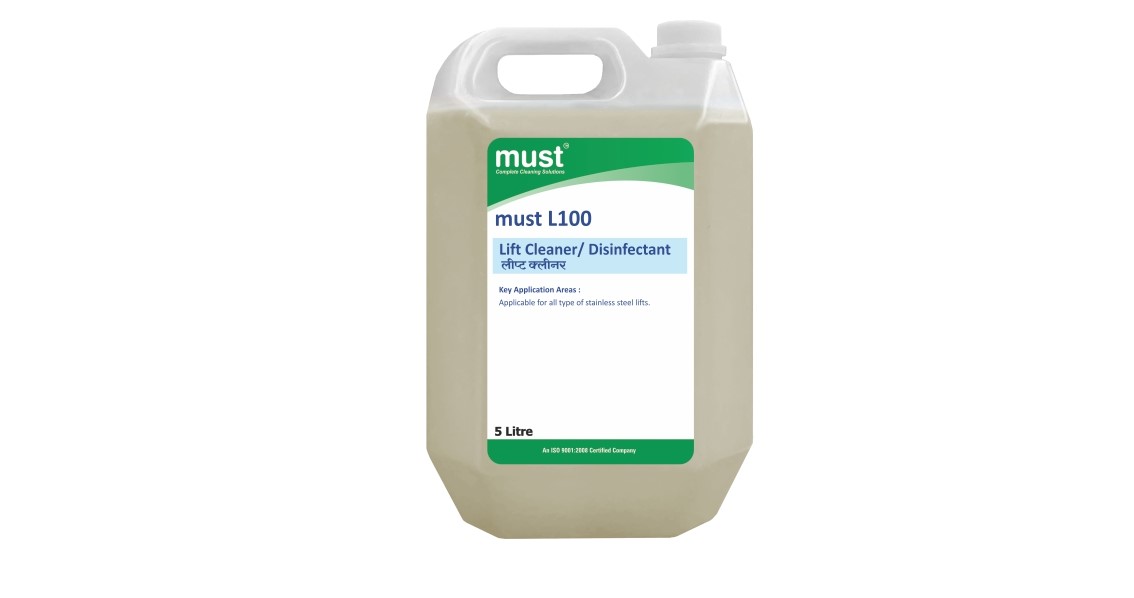 must™
Complete Cleaning Solutions
must L100
Lift Cleaner/ Disinfectant
लीप्ट क्लीनर
Key Application Areas :
Applicable for all type of stainless steel lifts.
5 Litre
An ISO 9001:2008 Certified Company